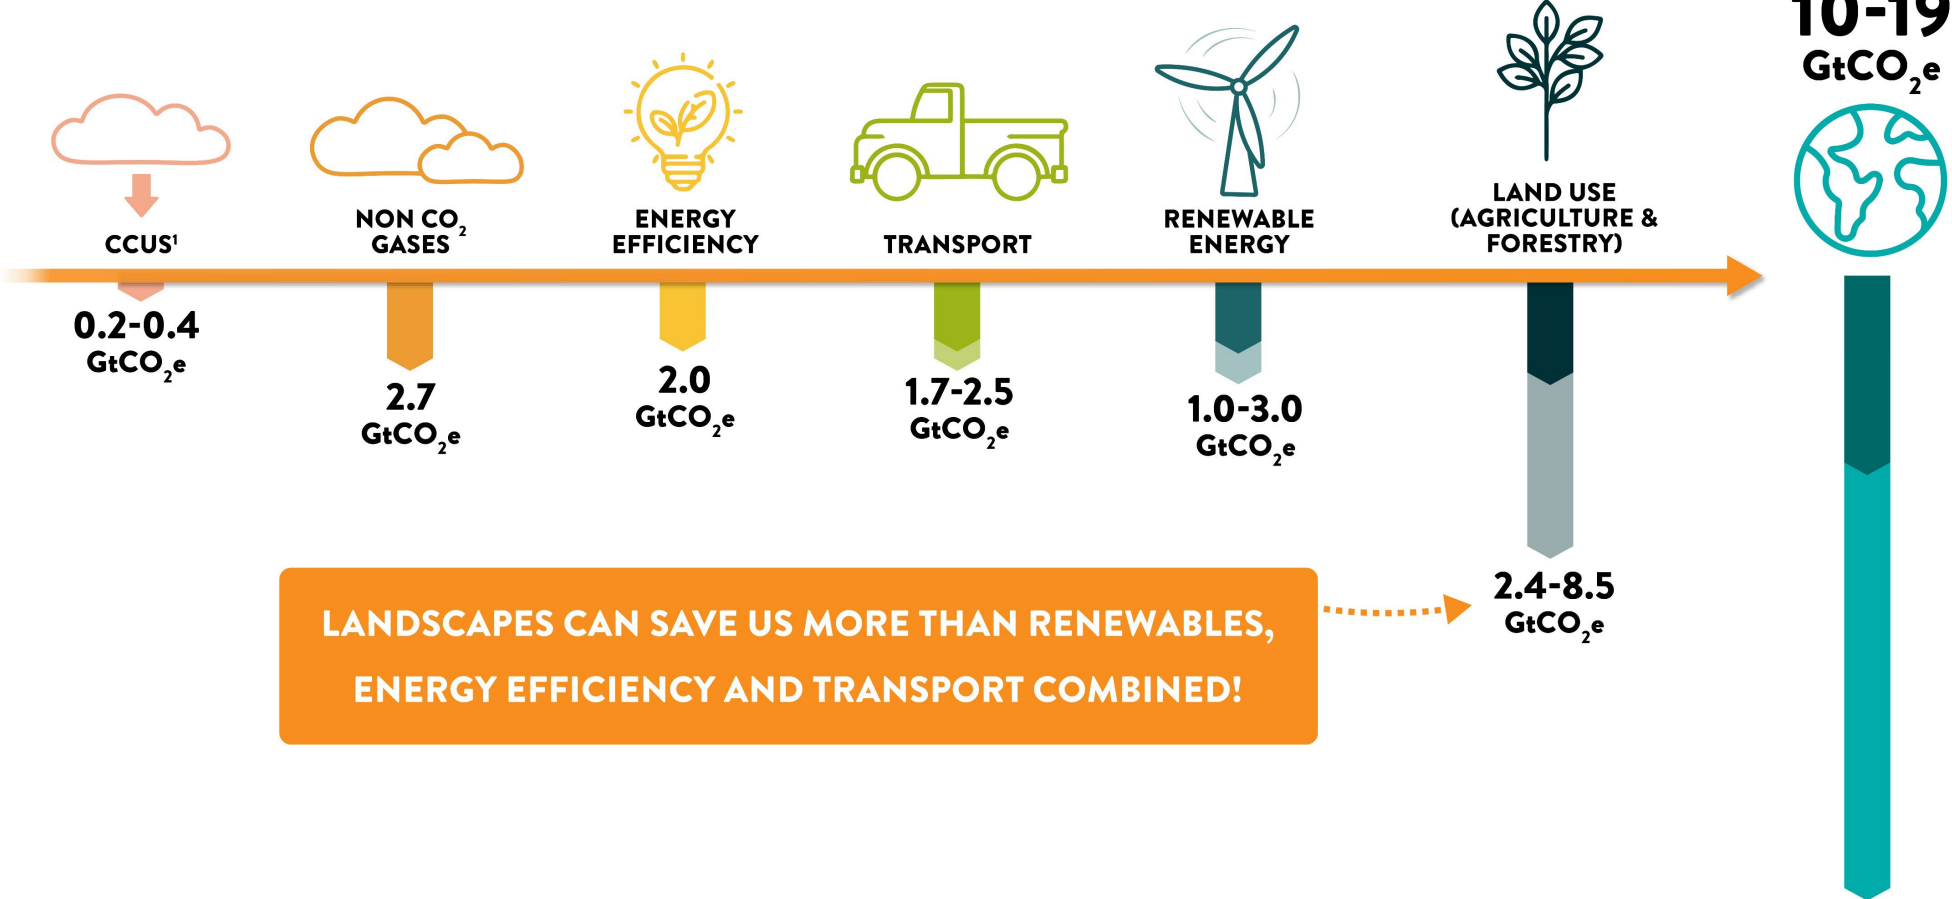 10-19
GtCO₂e
CCUS¹
NON CO₂
GASES
ENERGY
EFFICIENCY
TRANSPORT
RENEWABLE
ENERGY
LAND USE
(AGRICULTURE &
FORESTRY)
0.2-0.4
GtCO₂e
2.7
GtCO₂e
2.0
GtCO₂e
1.7-2.5
GtCO₂e
1.0-3.0
GtCO₂e
2.4-8.5
GtCO₂e
LANDSCAPES CAN SAVE US MORE THAN RENEWABLES,
ENERGY EFFICIENCY AND TRANSPORT COMBINED!